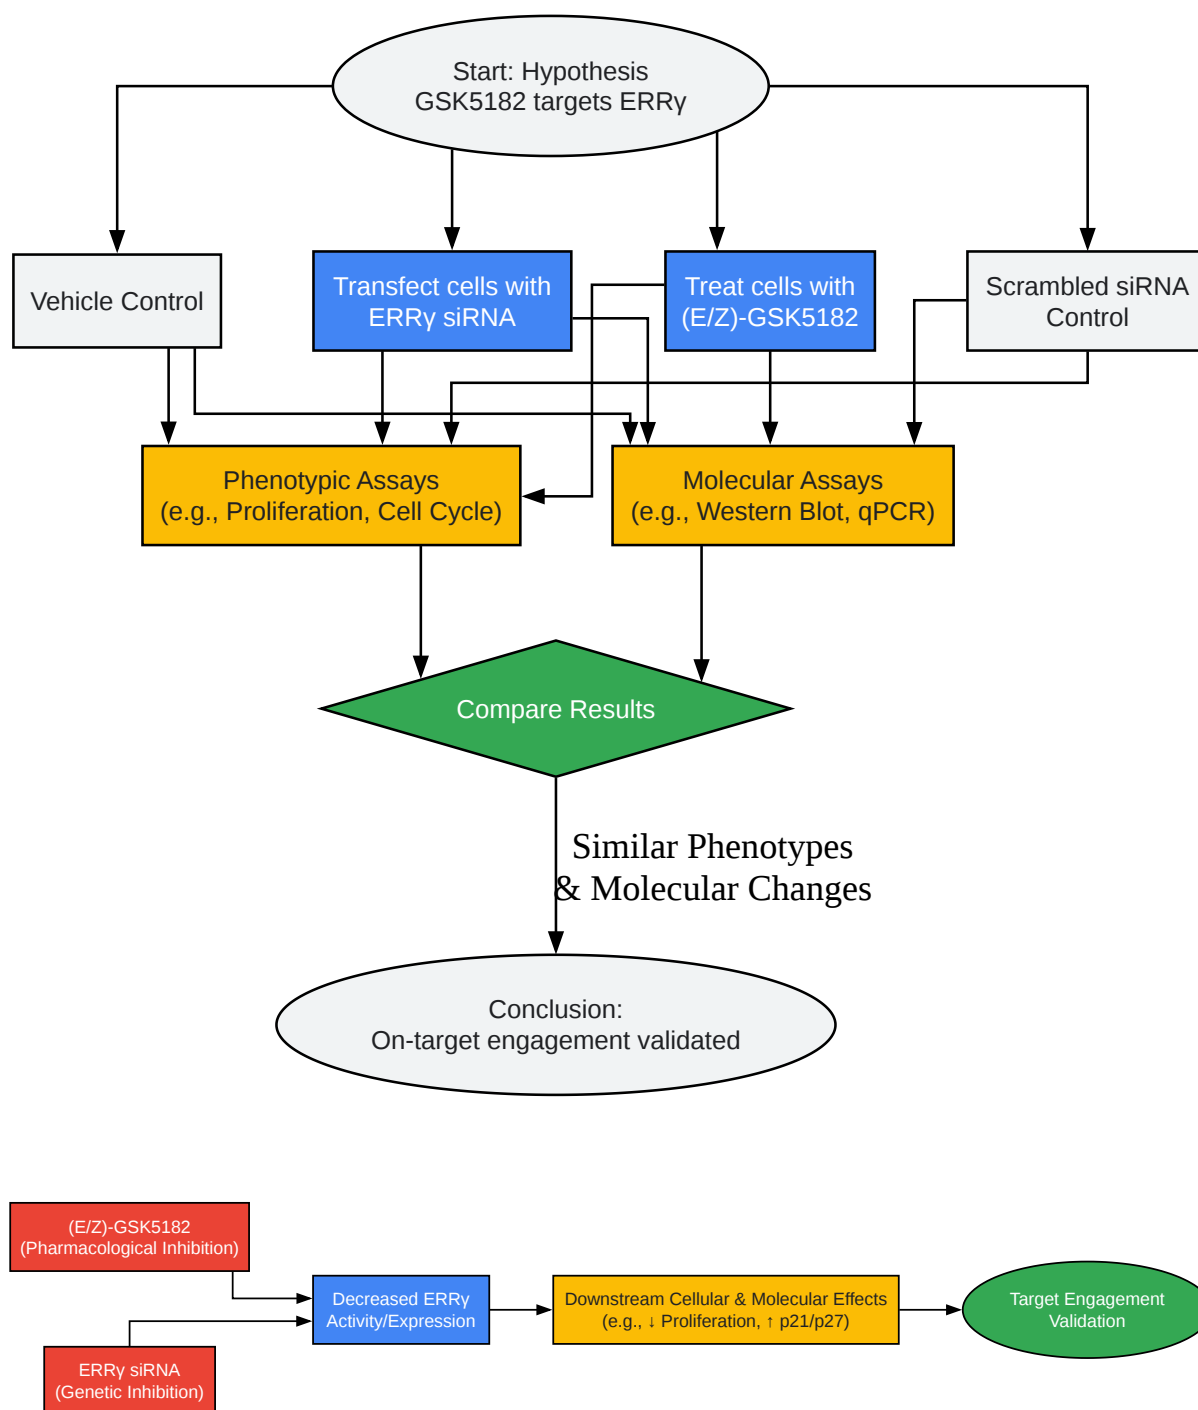 Start: Hypothesis
GSK5182 targets ERRγ
Vehicle Control
Transfect cells with
ERRγ siRNA
Treat cells with
(E/Z)-GSK5182
Scrambled siRNA
Control
Phenotypic Assays
(e.g., Proliferation, Cell Cycle)
Molecular Assays
(e.g., Western Blot, qPCR)
Compare Results
Similar Phenotypes
& Molecular Changes
Conclusion:
On-target engagement validated
(E/Z)-GSK5182
(Pharmacological Inhibition)
Decreased ERRγ
Activity/Expression
Downstream Cellular & Molecular Effects
(e.g., ↓ Proliferation, ↑ p21/p27)
Target Engagement
Validation
ERRγ siRNA
(Genetic Inhibition)